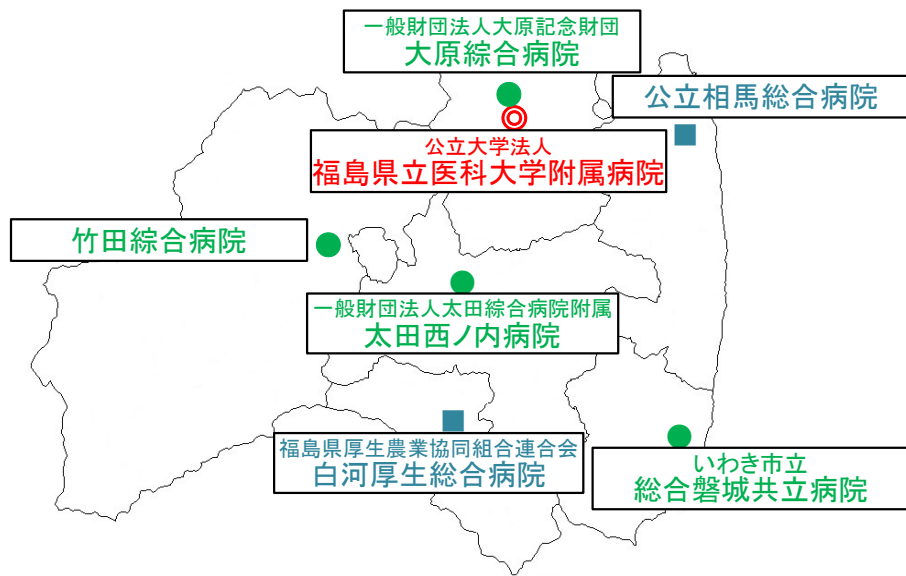 一般財団法人大原記念財団
大原綜合病院
公立相馬総合病院
公立大学法人
福島県立医科大学附属病院
竹田綜合病院
一般財団法人太田綜合病院附属
太田西ノ内病院
福島県厚生農業協同組合連合会
白河厚生総合病院
いわき市立
総合磐城共立病院